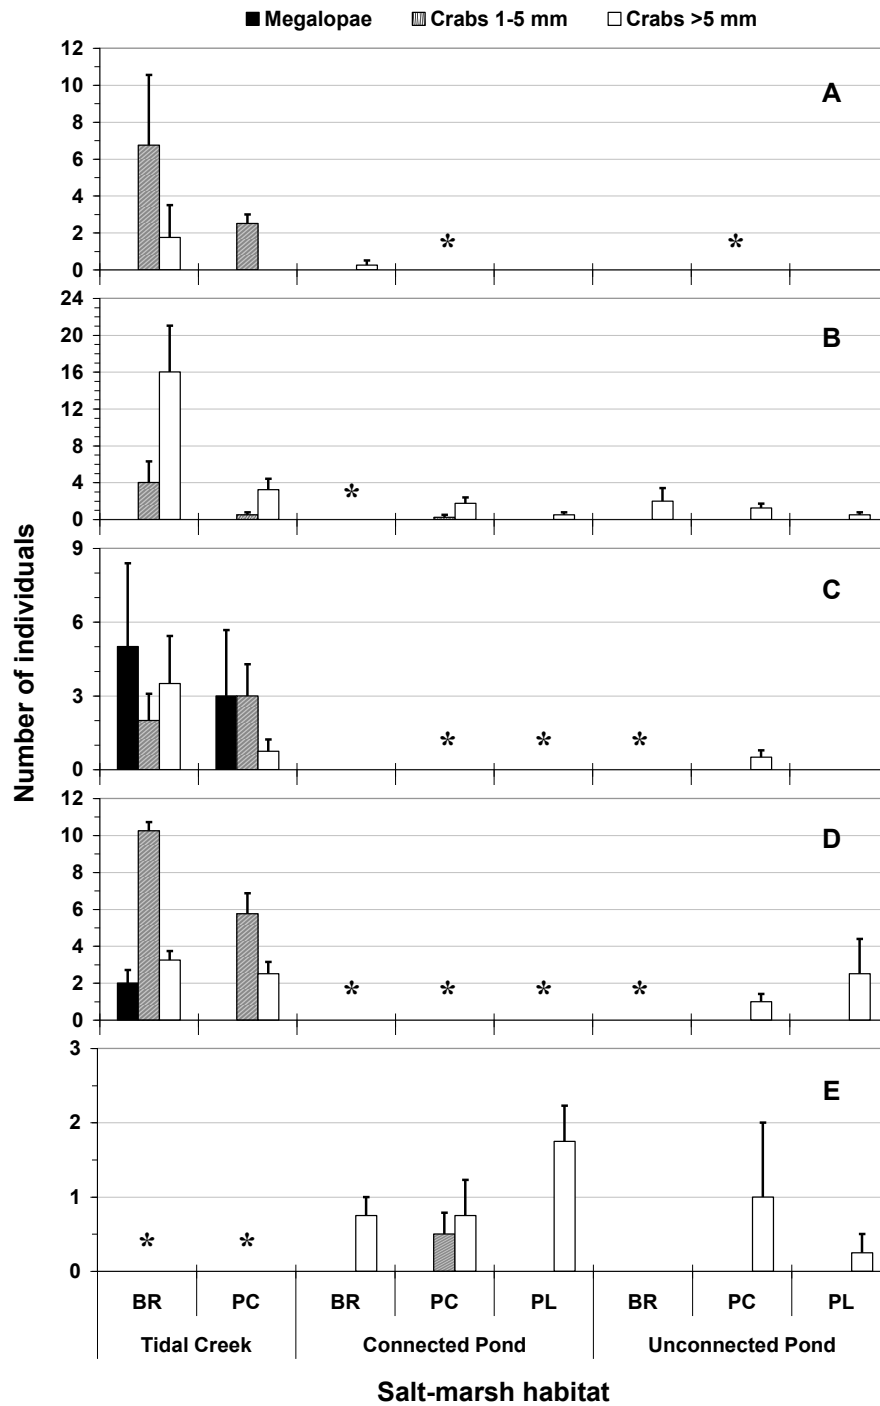 Megalopae Crabs 1-5 mm Crabs >5 mm
Number of individuals
12
10
8
6
4
2
0
A
* *
24
20
16
12
8
4
0
B
*
9
6
3
0
C
* * *
12
10
8
6
4
2
0
D
* * * *
3
2
1
0
E
* *
BR PC BR PC PL BR PC PL
Tidal Creek Connected Pond Unconnected Pond
Salt-marsh habitat